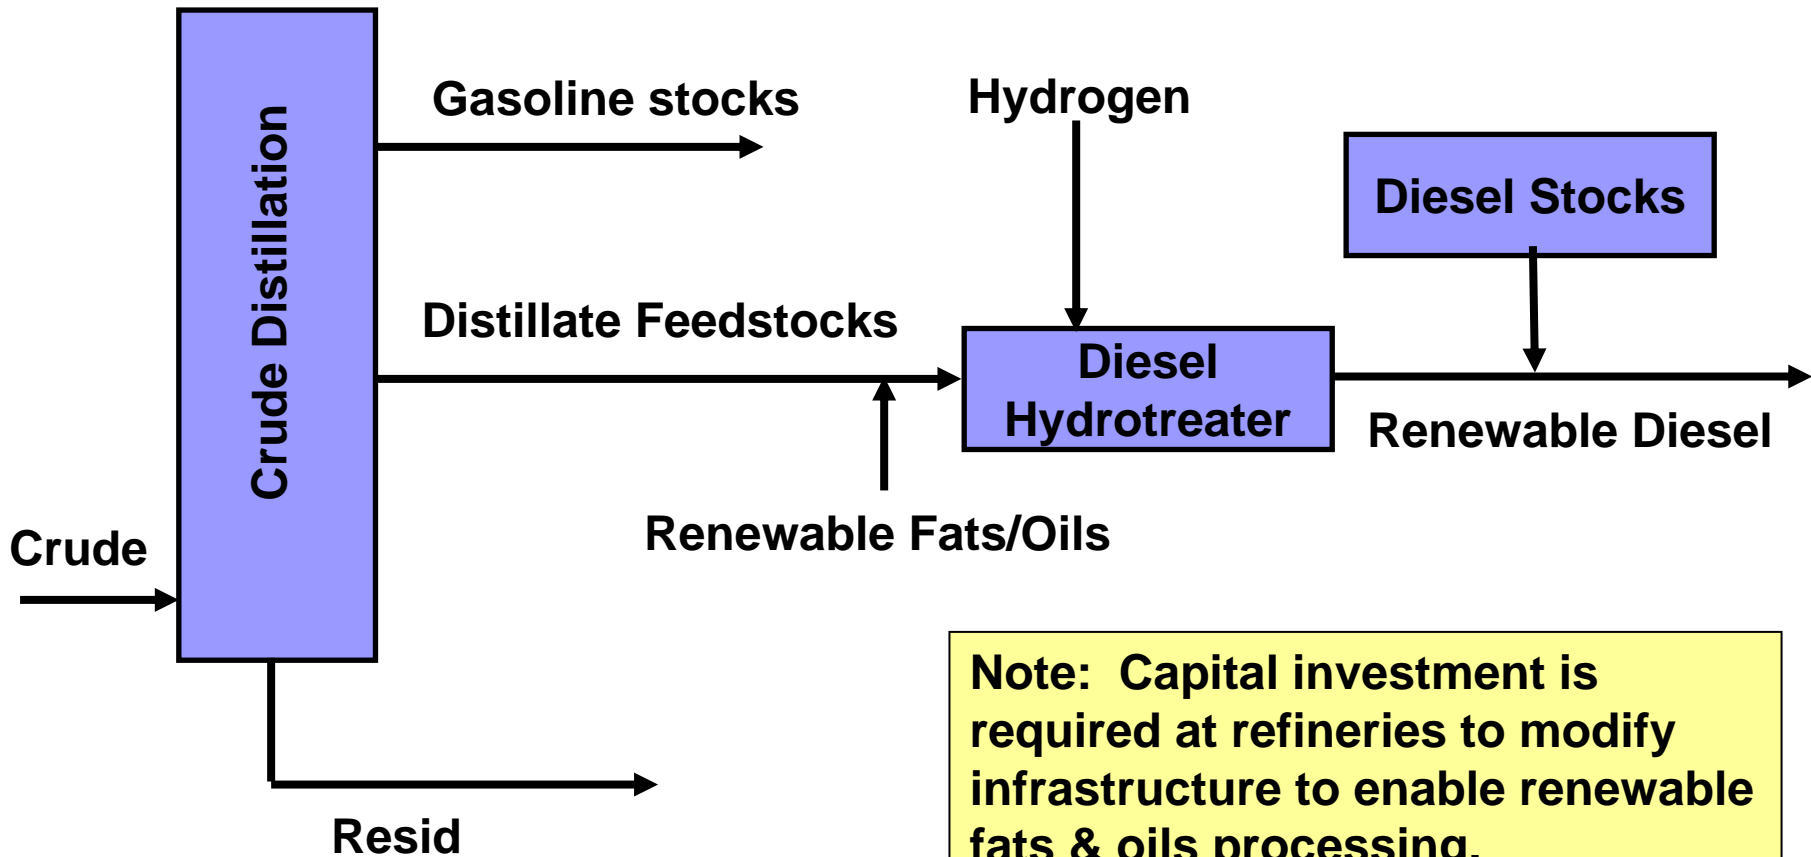 Gasoline stocks
Hydrogen
Diesel Stocks
Crude Distillation
Distillate Feedstocks
Diesel
Hydrotreater
Renewable Diesel
Renewable Fats/Oils
Crude
Note: Capital investment is
required at refineries to modify
infrastructure to enable renewable
fats & oils processing.
Resid